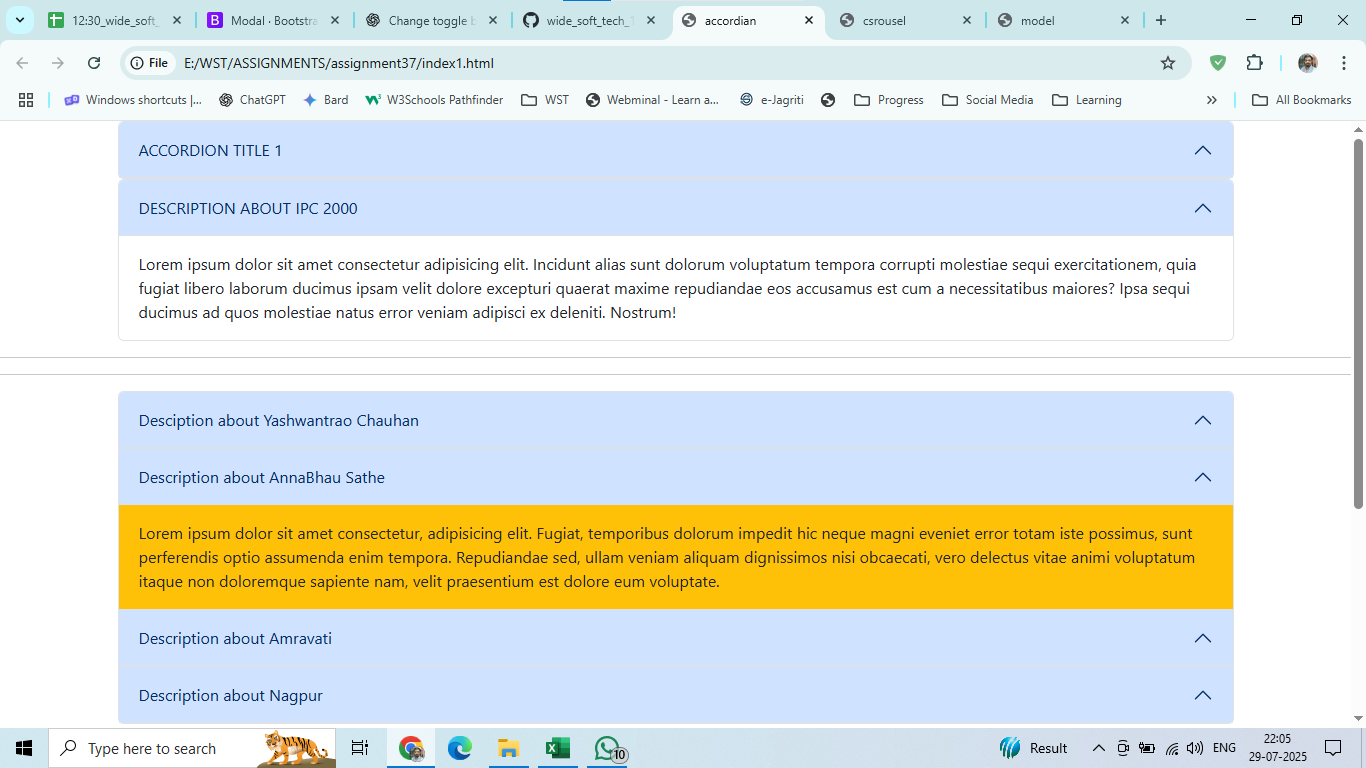 12:30_wide_soft_
Modal · Bootstra
Change toggle b
wide_soft_tech_1
accordian
csrousel
model
File
E:/WST/ASSIGNMENTS/assignment37/index1.html
Windows shortcuts |...
ChatGPT
Bard
W3Schools Pathfinder
WST
Webminal - Learn a...
e-Jagriti
Progress
Social Media
Learning
All Bookmarks
ACCORDION TITLE 1
DESCRIPTION ABOUT IPC 2000
Lorem ipsum dolor sit amet consectetur adipisicing elit. Incidunt alias sunt dolorum voluptatum tempora corrupti molestiae sequi exercitationem, quia
fugiat libero laborum ducimus ipsam velit dolore excepturi quaerat maxime repudiandae eos accusamus est cum a necessitatibus maiores? Ipsa sequi
ducimus ad quos molestiae natus error veniam adipisci ex deleniti. Nostrum!
Desciption about Yashwantrao Chauhan
Description about AnnaBhau Sathe
Lorem ipsum dolor sit amet consectetur, adipisicing elit. Fugiat, temporibus dolorum impedit hic neque magni eveniet error totam iste possimus, sunt
perferendis optio assumenda enim tempora. Repudiandae sed, ullam veniam aliquam dignissimos nisi obcaecati, vero delectus vitae animi voluptatum
itaque non doloremque sapiente nam, velit praesentium est dolore eum voluptate.
Description about Amravati
Description about Nagpur
Type here to search
10
Result
ENG
22:05
29-07-2025